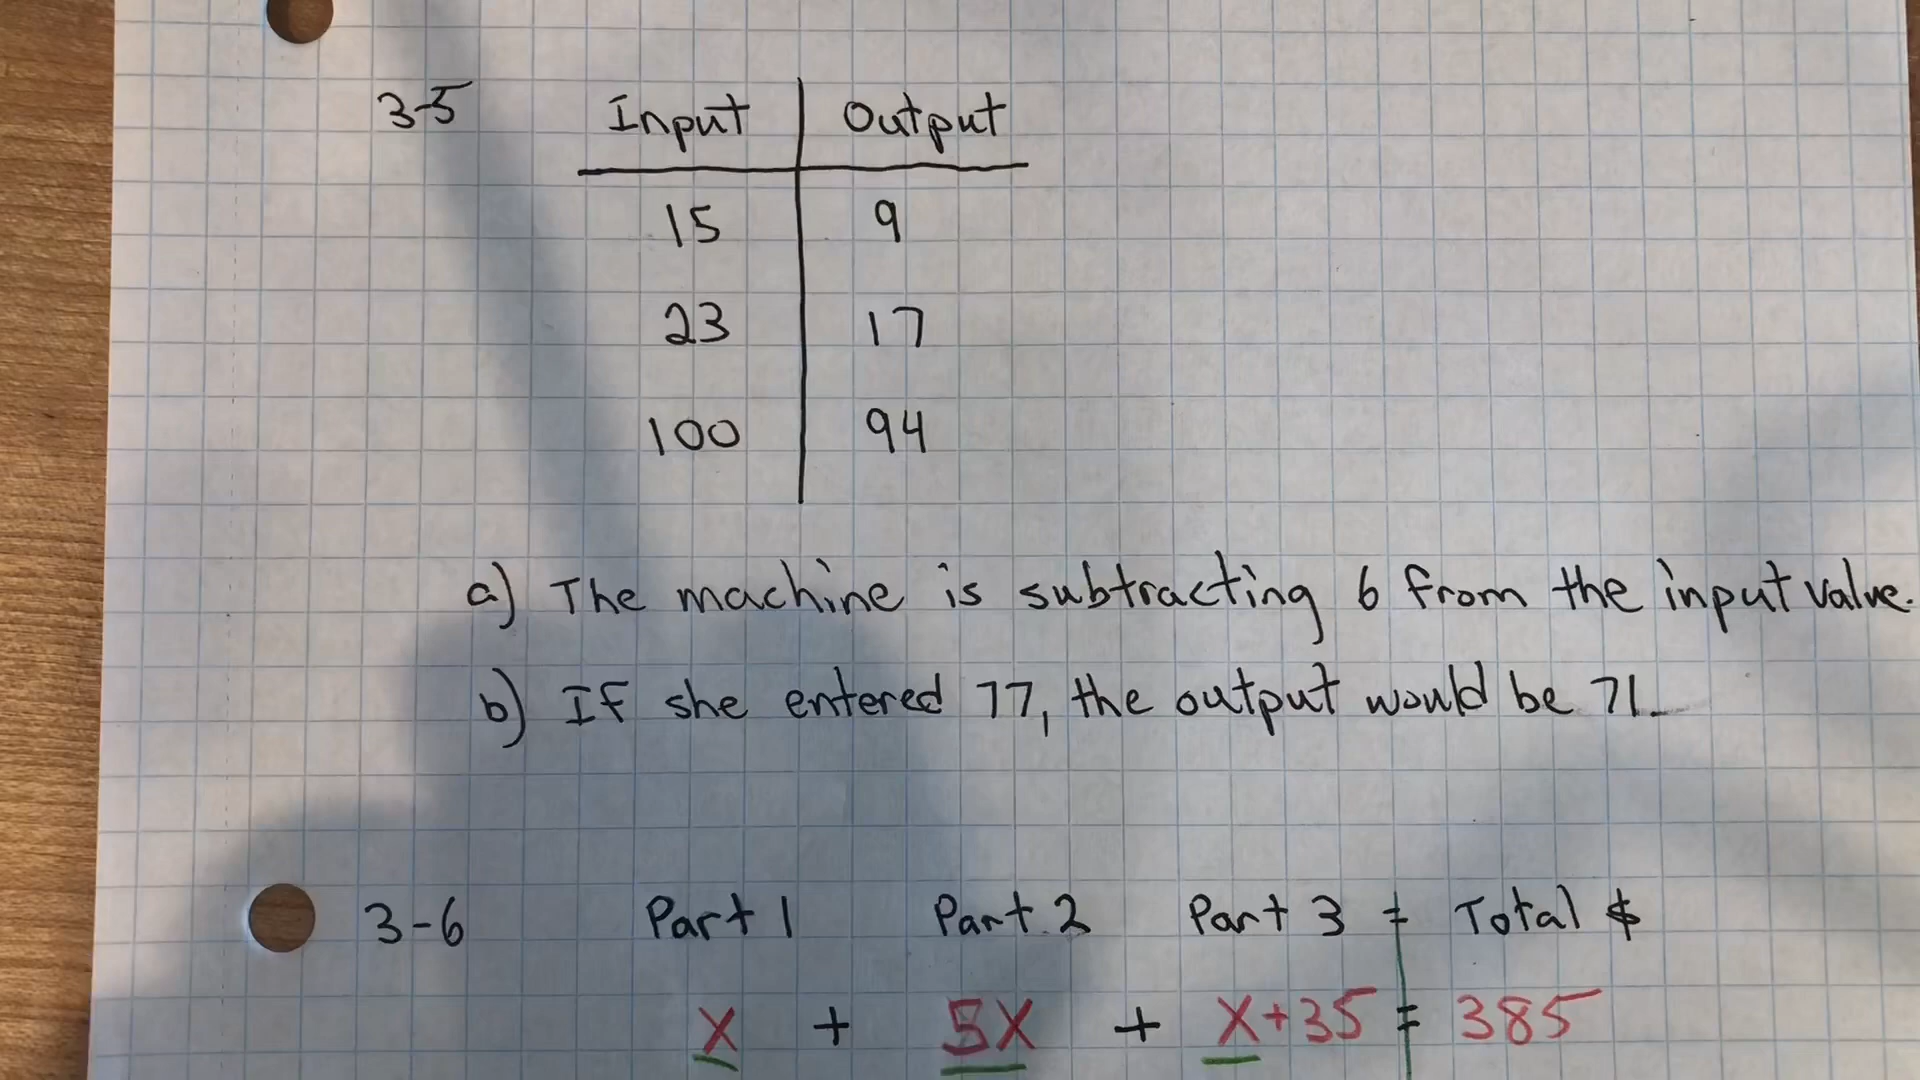 3-5 Input Output
15 9
23 17
100 94
a) The machine is subtracting 6 from the input value.
b) If she entered 77, the output would be 71.
3-6 Part 1 Part 2 Part 3 = Total $
x + 5x + x+35 = 385